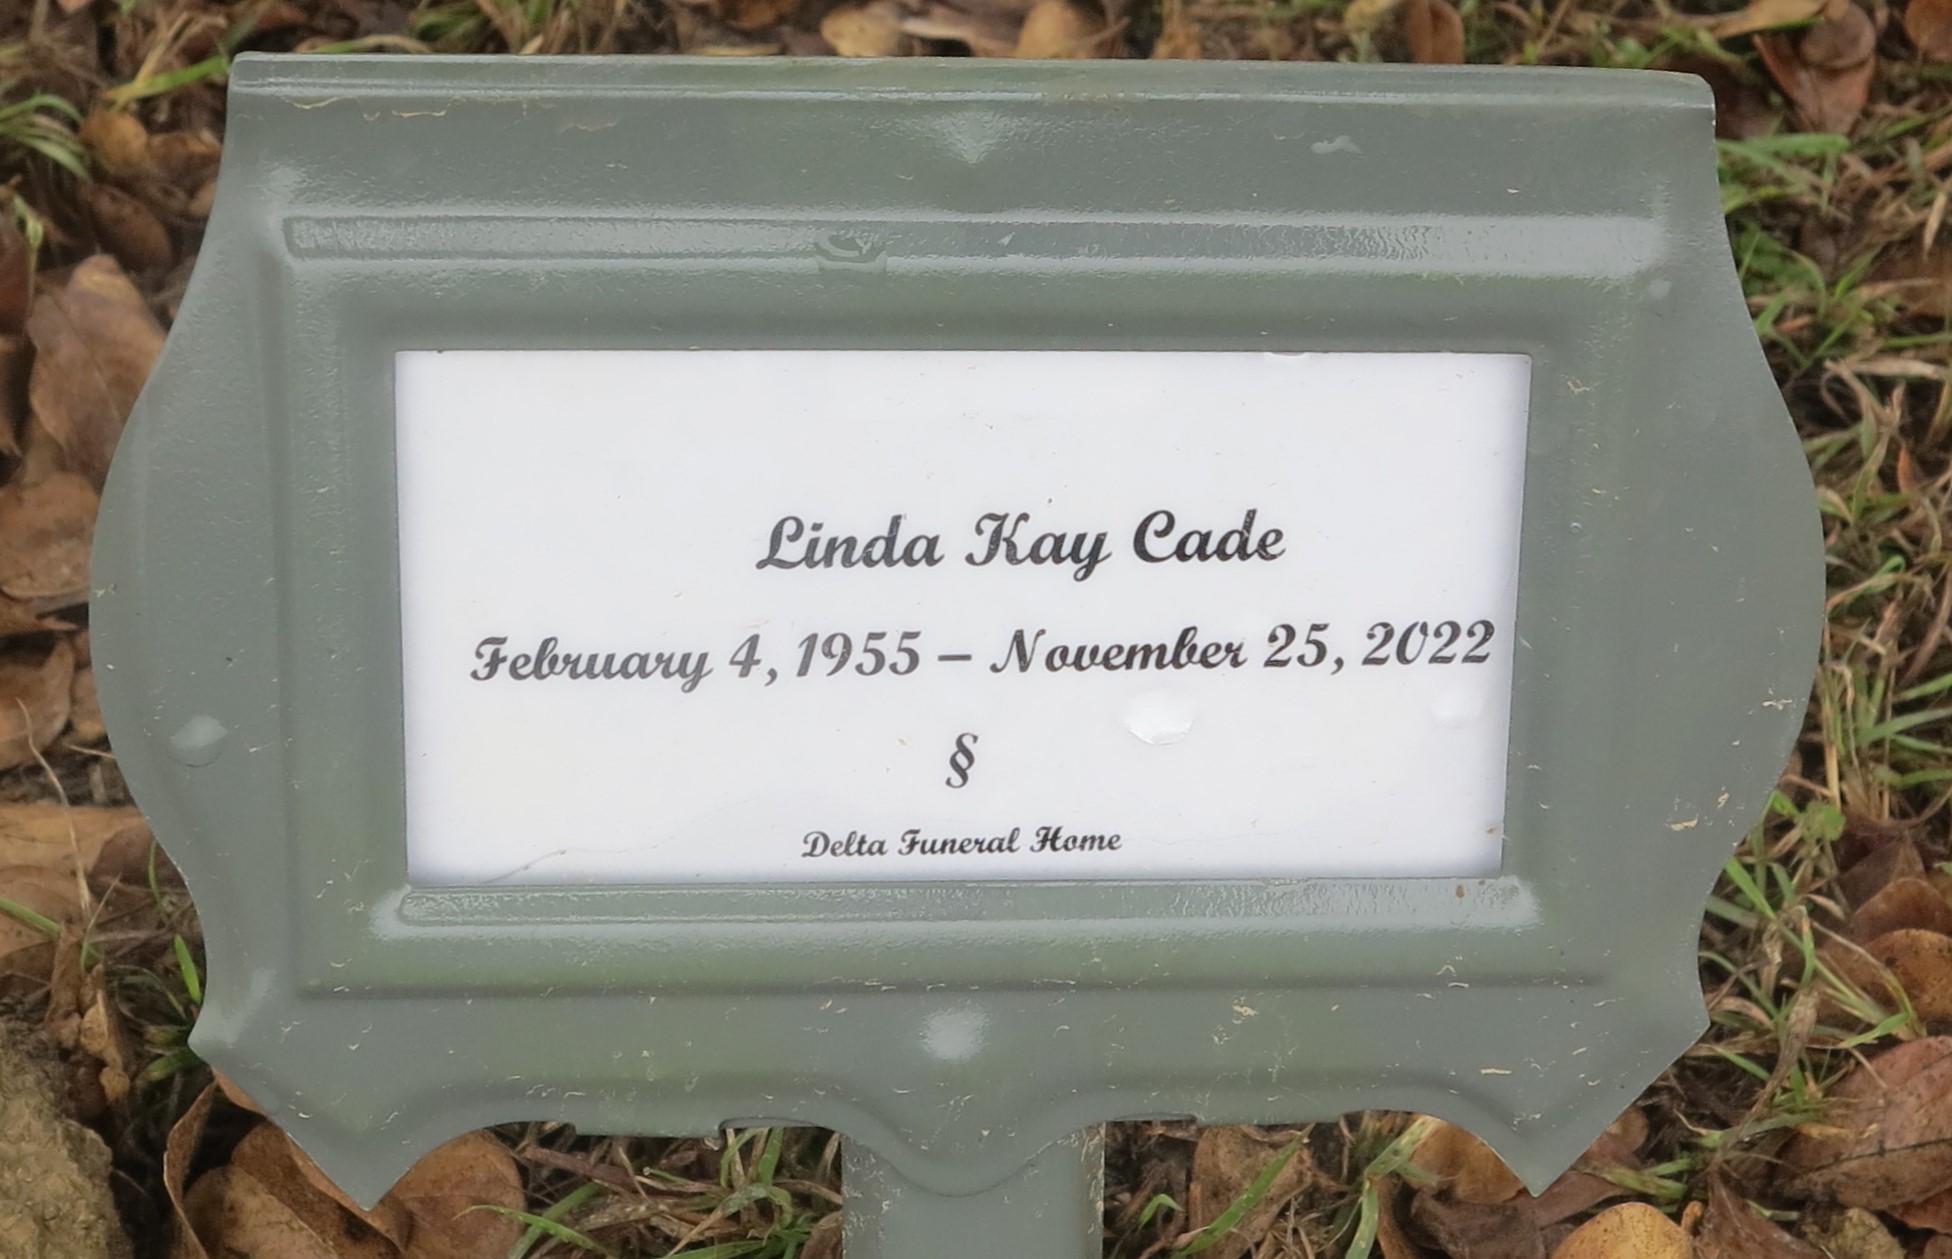 Linda Kay Cade
February 4, 1955 – November 25, 2022
§
Delta Funeral Home